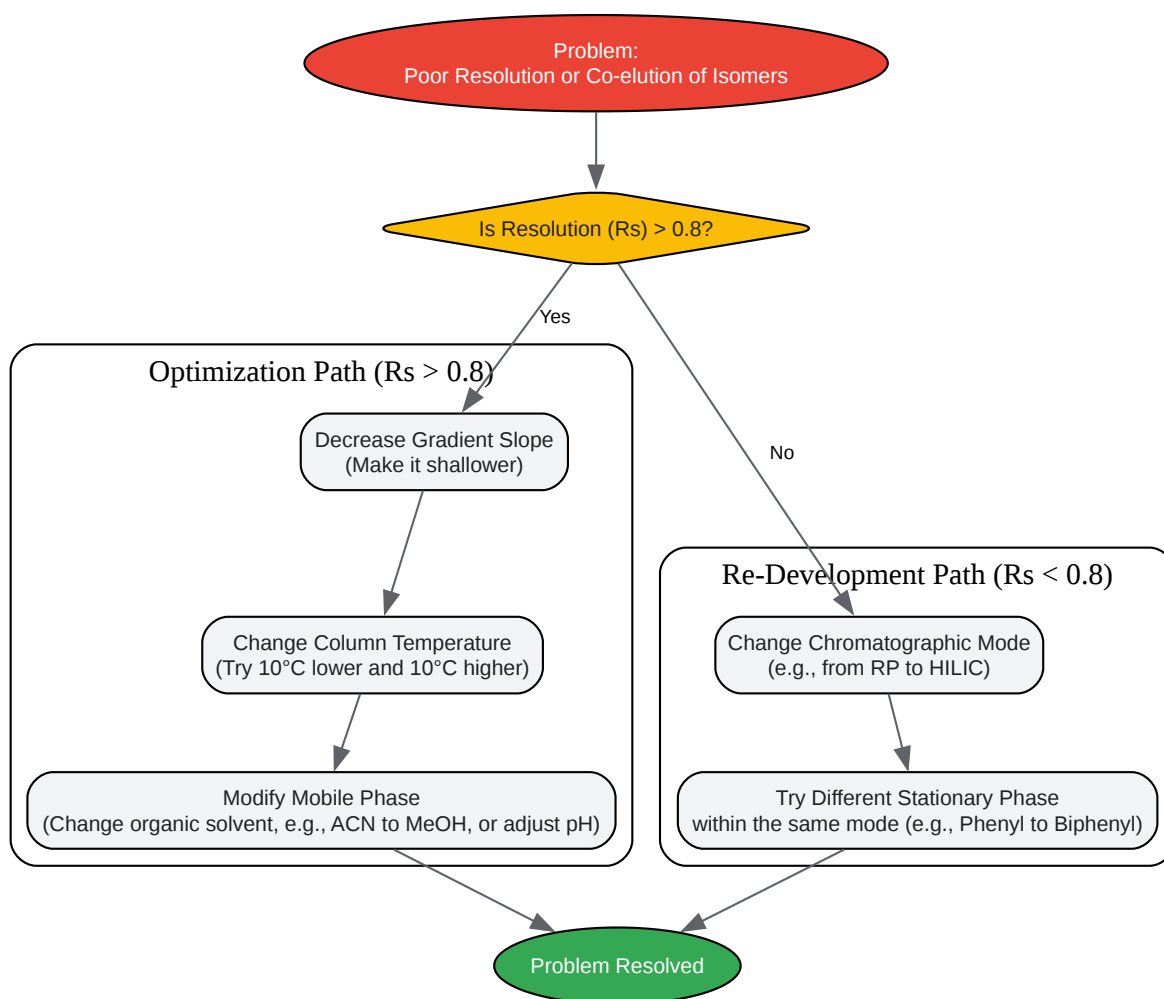 Problem:
Poor Resolution or Co-elution of Isomers
Is Resolution (Rs) > 0.8?
Yes
No
Optimization Path (Rs > 0.8)
Decrease Gradient Slope
(Make it shallower)
Change Column Temperature
(Try 10°C lower and 10°C higher)
Modify Mobile Phase
(Change organic solvent, e.g., ACN to MeOH, or adjust pH)
Re-Development Path (Rs < 0.8)
Change Chromatographic Mode
(e.g., from RP to HILIC)
Try Different Stationary Phase
within the same mode (e.g., Phenyl to Biphenyl)
Problem Resolved